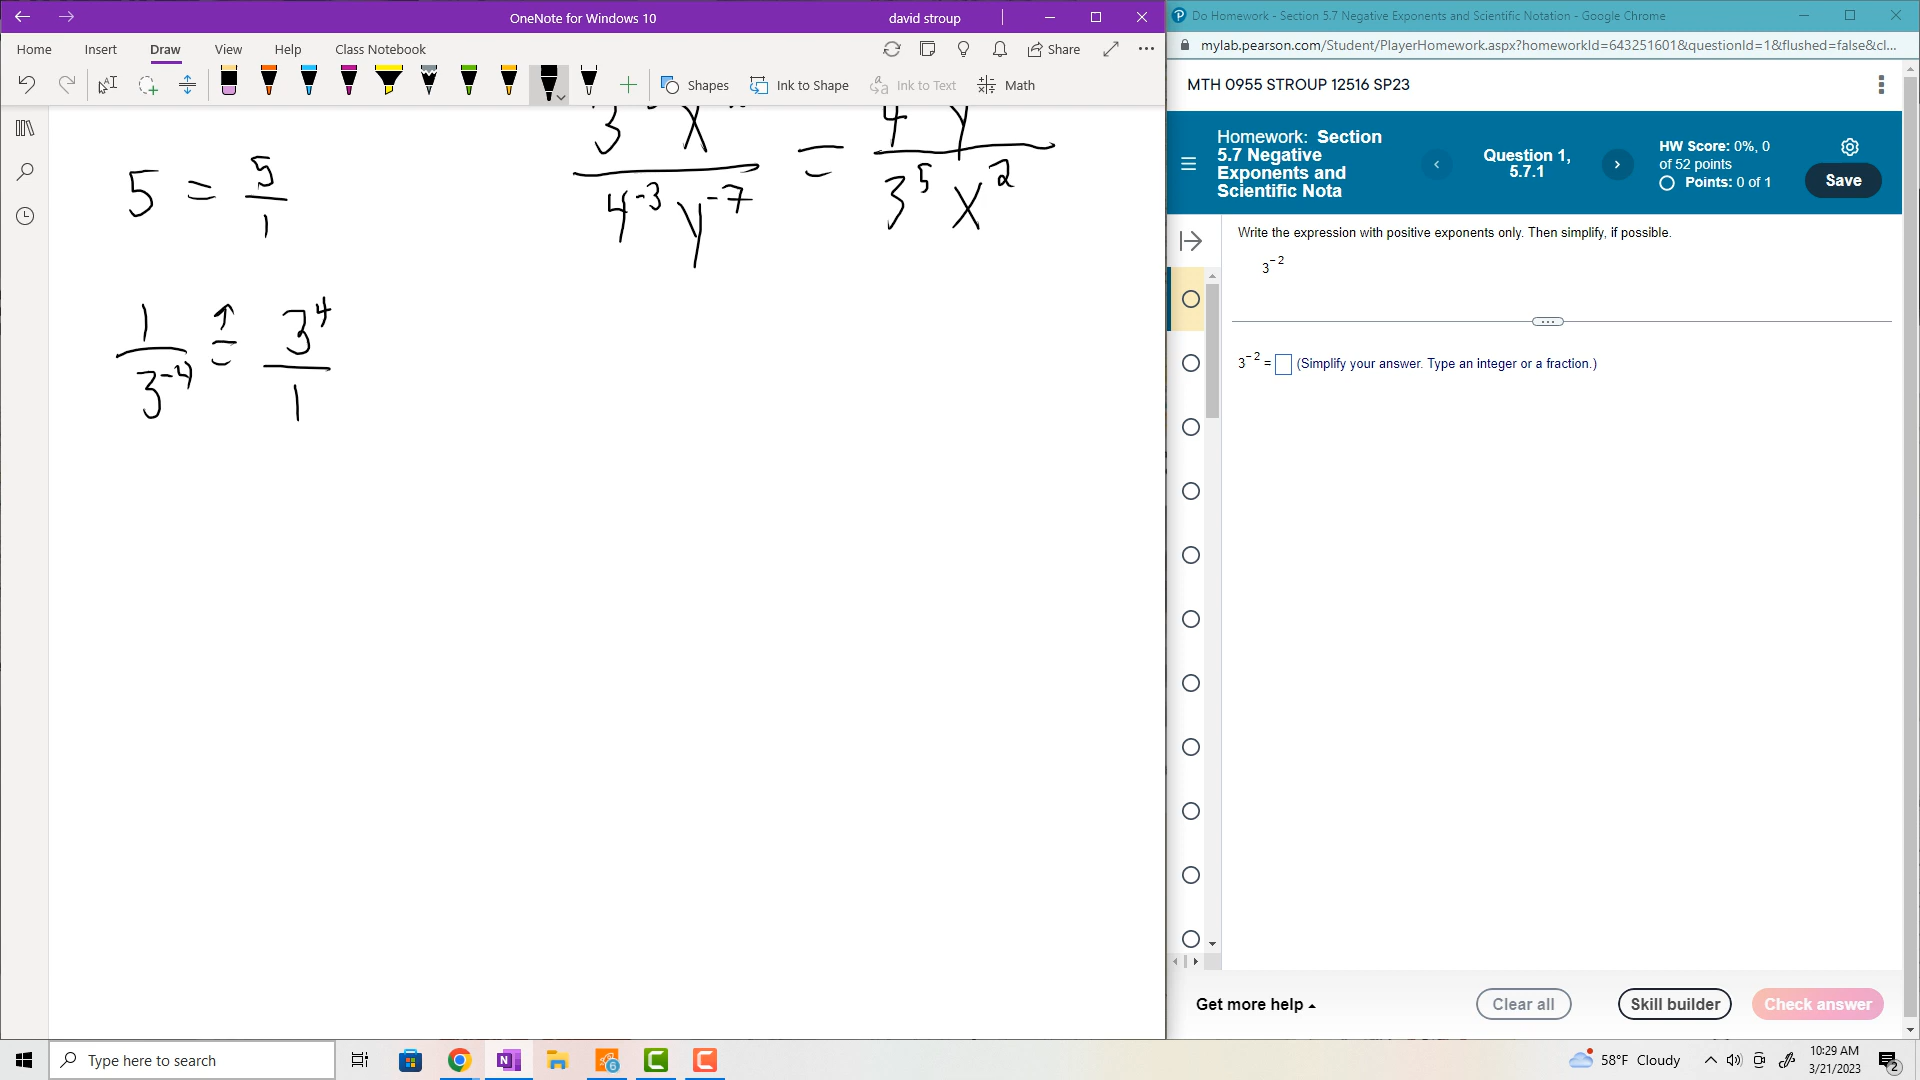 OneNote for Windows 10
david stroup
Do Homework - Section 5.7 Negative Exponents and Scientific Notation - Google Chrome
Home Insert Draw View Help Class Notebook
Share
mylab.pearson.com/Student/PlayerHomework.aspx?homeworkId=643251601&questionId=1&flushed=false&cl...
Shapes Ink to Shape Ink to Text Math
MTH 0955 STROUP 12516 SP23
Homework: Section 5.7 Negative Exponents and Scientific Nota
Question 1, 5.7.1
HW Score: 0%, 0 of 52 points
Points: 0 of 1
Save
5 = 5/1
4^-3 y^-7 = 3^5 x^2
1/3^-4 = 3^4/1
Write the expression with positive exponents only. Then simplify, if possible.
3^-2
3^-2 = (Simplify your answer. Type an integer or a fraction.)
Get more help
Clear all
Skill builder
Check answer
Type here to search
58°F Cloudy
10:29 AM
3/21/2023
2